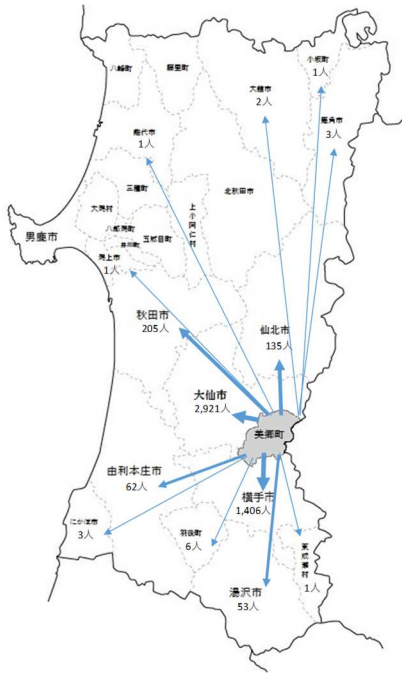 小坂町
1人
八峰町
藤里町
大館市
2人
鹿角市
3人
能代市
1人
三種町
北秋田市
上小阿仁村
大潟村
八郎潟町
五城目町
井川町
男鹿市
潟上市
1人
秋田市
205人
仙北市
135人
大仙市
2,921人
美郷町
由利本荘市
62人
横手市
1,406人
にかほ市
3人
羽後町
6人
東成瀬村
1人
湯沢市
53人